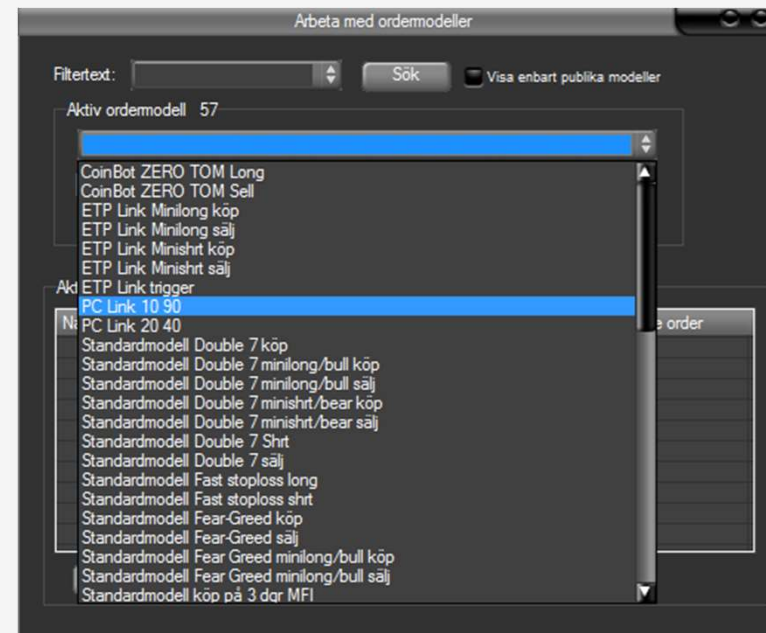 Arbeta med ordermodeller
Filtertext:
Sök
Visa enbart publika modeller
Aktiv ordermodell 57
CoinBot ZERO TOM Long
CoinBot ZERO TOM Sell
ETP Link Minilong köp
ETP Link Minilong sälj
ETP Link Minishrt köp
ETP Link Minishrt sälj
ETP Link trigger
PC Link 10 90
PC Link 20 40
Standardmodell Double 7 köp
Standardmodell Double 7 minilong/bull köp
Standardmodell Double 7 minilong/bull sälj
Standardmodell Double 7 minishrt/bear köp
Standardmodell Double 7 minishrt/bear sälj
Standardmodell Double 7 Shrt
Standardmodell Double 7 sälj
Standardmodell Fast stoploss long
Standardmodell Fast stoploss shrt
Standardmodell Fear-Greed köp
Standardmodell Fear-Greed sälj
Standardmodell Fear Greed minilong/bull köp
Standardmodell Fear Greed minilong/bull sälj
Standardmodell köp på 3 dgr MFI
order